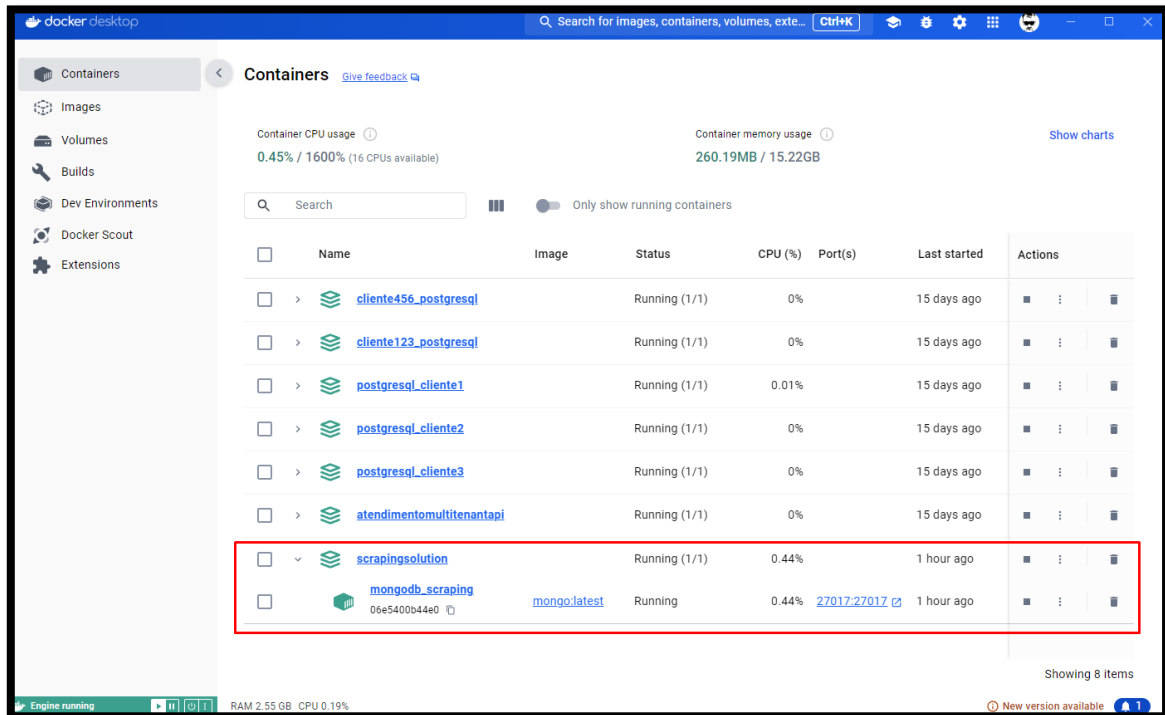 docker desktop
Search for images, containers, volumes, exte... Ctrl+K
Containers
Images
Volumes
Builds
Dev Environments
Docker Scout
Extensions
Containers Give feedback
Container CPU usage
0.45% / 1600% (16 CPUs available)
Container memory usage
260.19MB / 15.22GB
Show charts
Search
Only show running containers
Name Image Status CPU (%) Port(s) Last started Actions
cliente456_postgresql Running (1/1) 0% 15 days ago
cliente123_postgresql Running (1/1) 0% 15 days ago
postgresql_cliente1 Running (1/1) 0.01% 15 days ago
postgresql_cliente2 Running (1/1) 0% 15 days ago
postgresql_cliente3 Running (1/1) 0% 15 days ago
atendimentomultitenantapi Running (1/1) 0% 15 days ago
scrapingsolution Running (1/1) 0.44% 1 hour ago
mongodb_scraping mongo:latest Running 0.44% 27017:27017 1 hour ago
06e5400b44e0
Showing 8 items
Engine running
RAM 2.55 GB CPU 0.19%
New version available
1